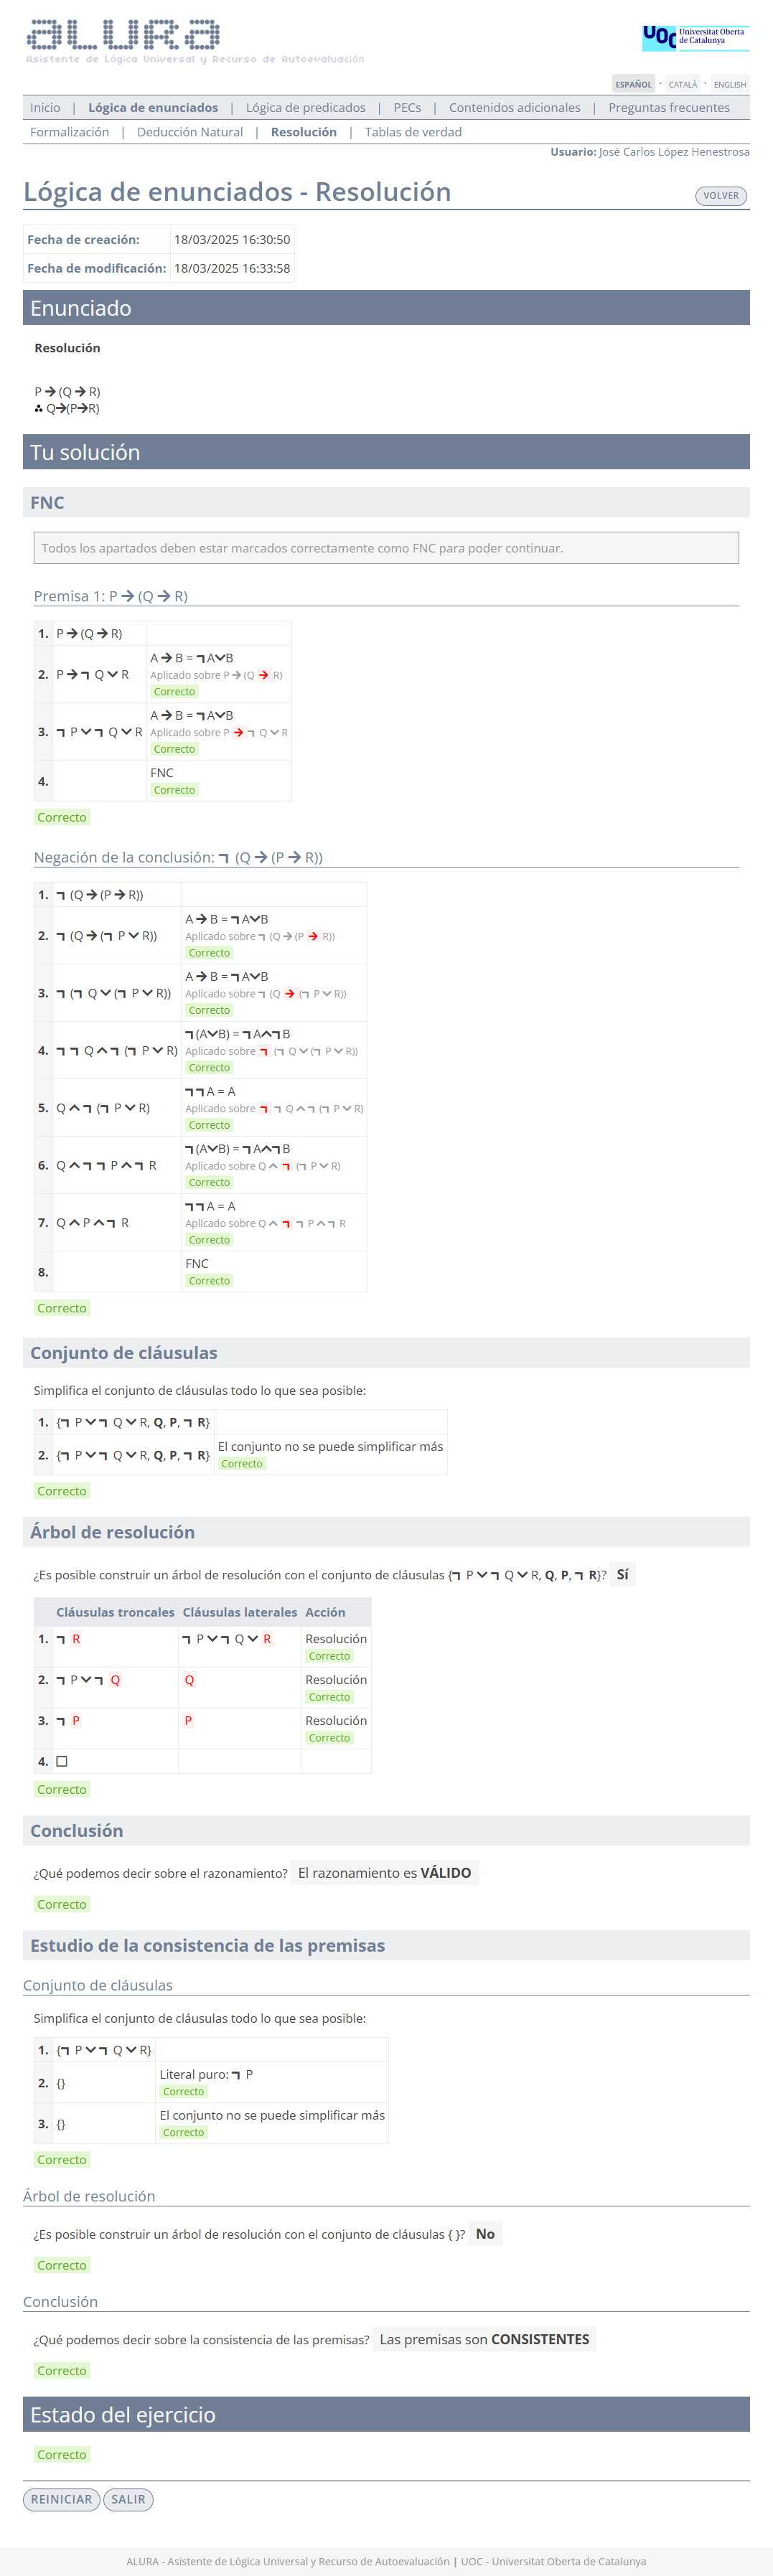 aLURa
Asistente de Lógica Universal y Recurso de Autoevaluación
UOC Universitat Oberta
de Catalunya
ESPAÑOL · CATALÀ · ENGLISH
Inicio | Lógica de enunciados | Lógica de predicados | PECs | Contenidos adicionales | Preguntas frecuentes
Formalización | Deducción Natural | Resolución | Tablas de verdad
Usuario: José Carlos López Henestrosa
Lógica de enunciados - Resolución
VOLVER
Fecha de creación: 18/03/2025 16:30:50
Fecha de modificación: 18/03/2025 16:33:58
Enunciado
Resolución
P → (Q → R)
∴ Q→(P→R)
Tu solución
FNC
Todos los apartados deben estar marcados correctamente como FNC para poder continuar.
Premisa 1: P → (Q → R)
1. P → (Q → R)
2. P → ¬ Q ∨ R
A → B = ¬A∨B
Aplicado sobre P → (Q → R)
Correcto
3. ¬ P ∨ ¬ Q ∨ R
A → B = ¬A∨B
Aplicado sobre P → ¬ Q ∨ R
Correcto
4.
FNC
Correcto
Correcto
Negación de la conclusión: ¬ (Q → (P → R))
1. ¬ (Q → (P → R))
2. ¬ (Q → (¬ P ∨ R))
A → B = ¬A∨B
Aplicado sobre ¬ (Q → (P → R))
Correcto
3. ¬ (¬ Q ∨ (¬ P ∨ R))
A → B = ¬A∨B
Aplicado sobre ¬ (Q → (¬ P ∨ R))
Correcto
4. ¬ ¬ Q ∧ ¬ (¬ P ∨ R)
¬(A∨B) = ¬A∧¬B
Aplicado sobre ¬ (¬ Q ∨ (¬ P ∨ R))
Correcto
5. Q ∧ ¬ (¬ P ∨ R)
¬¬A = A
Aplicado sobre ¬ ¬ Q ∧ ¬ (¬ P ∨ R)
Correcto
6. Q ∧ ¬ ¬ P ∧ ¬ R
¬(A∨B) = ¬A∧¬B
Aplicado sobre Q ∧ ¬ (¬ P ∨ R)
Correcto
7. Q ∧ P ∧ ¬ R
¬¬A = A
Aplicado sobre Q ∧ ¬ ¬ P ∧ ¬ R
Correcto
8.
FNC
Correcto
Correcto
Conjunto de cláusulas
Simplifica el conjunto de cláusulas todo lo que sea posible:
1. {¬ P ∨ ¬ Q ∨ R, Q, P, ¬ R}
2. {¬ P ∨ ¬ Q ∨ R, Q, P, ¬ R}
El conjunto no se puede simplificar más
Correcto
Correcto
Árbol de resolución
¿Es posible construir un árbol de resolución con el conjunto de cláusulas {¬ P ∨ ¬ Q ∨ R, Q, P, ¬ R}? Sí
Cláusulas troncales Cláusulas laterales Acción
1. ¬ R ¬ P ∨ ¬ Q ∨ R Resolución
Correcto
2. ¬ P ∨ ¬ Q Q Resolución
Correcto
3. ¬ P P Resolución
Correcto
4. □
Correcto
Conclusión
¿Qué podemos decir sobre el razonamiento? El razonamiento es VÁLIDO
Correcto
Estudio de la consistencia de las premisas
Conjunto de cláusulas
Simplifica el conjunto de cláusulas todo lo que sea posible:
1. {¬ P ∨ ¬ Q ∨ R}
2. {}
Literal puro: ¬ P
Correcto
3. {}
El conjunto no se puede simplificar más
Correcto
Correcto
Árbol de resolución
¿Es posible construir un árbol de resolución con el conjunto de cláusulas { }? No
Correcto
Conclusión
¿Qué podemos decir sobre la consistencia de las premisas? Las premisas son CONSISTENTES
Correcto
Estado del ejercicio
Correcto
REINICIAR SALIR
ALURA - Asistente de Lógica Universal y Recurso de Autoevaluación | UOC - Universitat Oberta de Catalunya